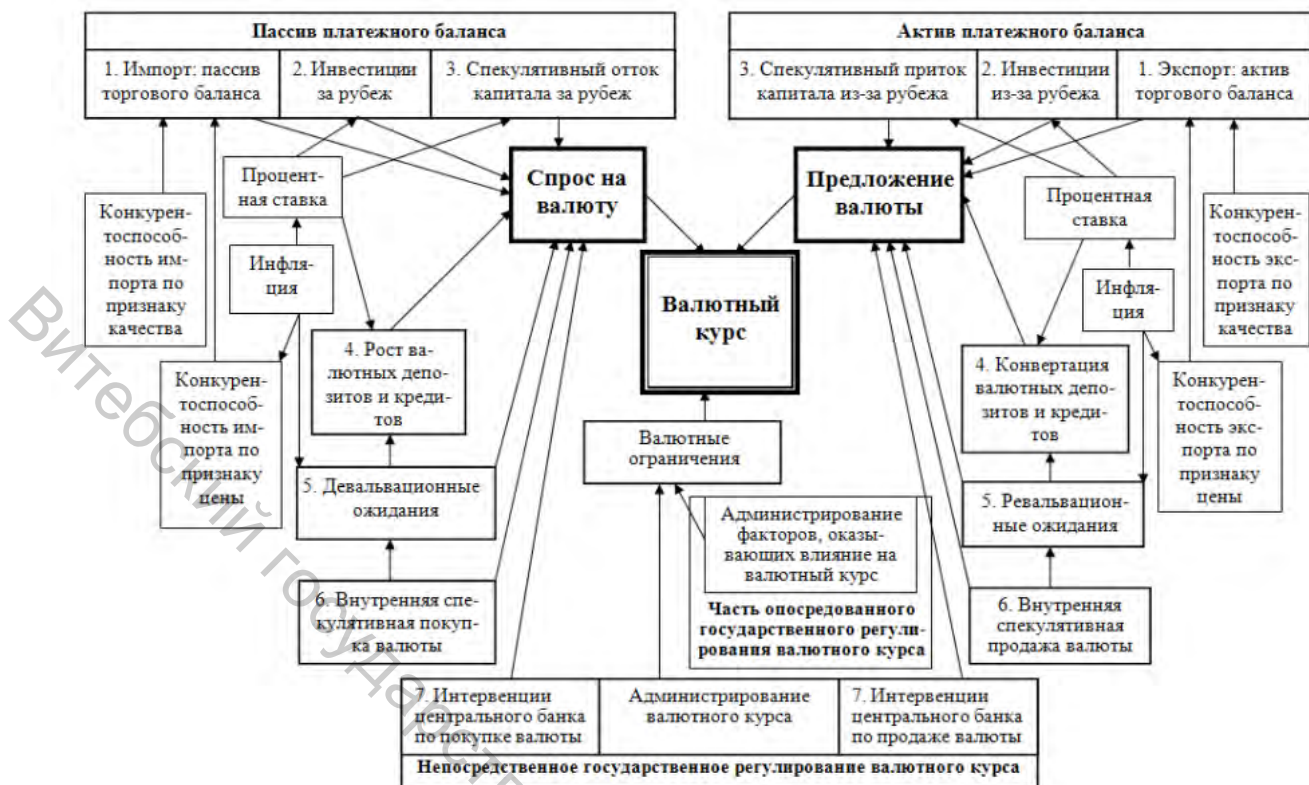 Пассив платежного баланса
1. Импорт: пассив
торгового баланса
2. Инвестиции
за рубеж
3. Спекулятивный отток
капитала за рубеж
Актив платежного баланса
3. Спекулятивный приток
капитала из-за рубежа
2. Инвестиции
из-за рубежа
1. Экспорт: актив
торгового баланса
Процент-
ная ставка
Спрос на
валюту
Предложение
валюты
Процентная
ставка
Конкурен-
тоспособ-
ность им-
порта по
признаку
качества
Инфля-
ция
Валютный
курс
Инфля-
ция
Конкурен-
тоспособ-
ность экс-
порта по
признаку
качества
Конкурен-
тоспособ-
ность им-
порта по
признаку
цены
4. Рост ва-
лютных депо-
зитов и креди-
тов
4. Конвертация
валютных депо-
зитов и креди-
тов
Конкурен-
тоспособ-
ность экс-
порта по
признаку
цены
Валютные
ограничения
5. Девальвационные
ожидания
5. Ревальвацион-
ные ожидания
Администрирование
факторов, оказы-
вающих влияние на
валютный курс
Часть опосредованного
государственного регули-
рования валютного курса
6. Внутренняя спе-
кулятивная покуп-
ка валюты
6. Внутренняя
спекулятивная
продажа валюты
7. Интервенции
центрального банка
по покупке валюты
Администрирование
валютного курса
7. Интервенции
центрального банка
по продаже валюты
Непосредственное государственное регулирование валютного курса
Витебский государств